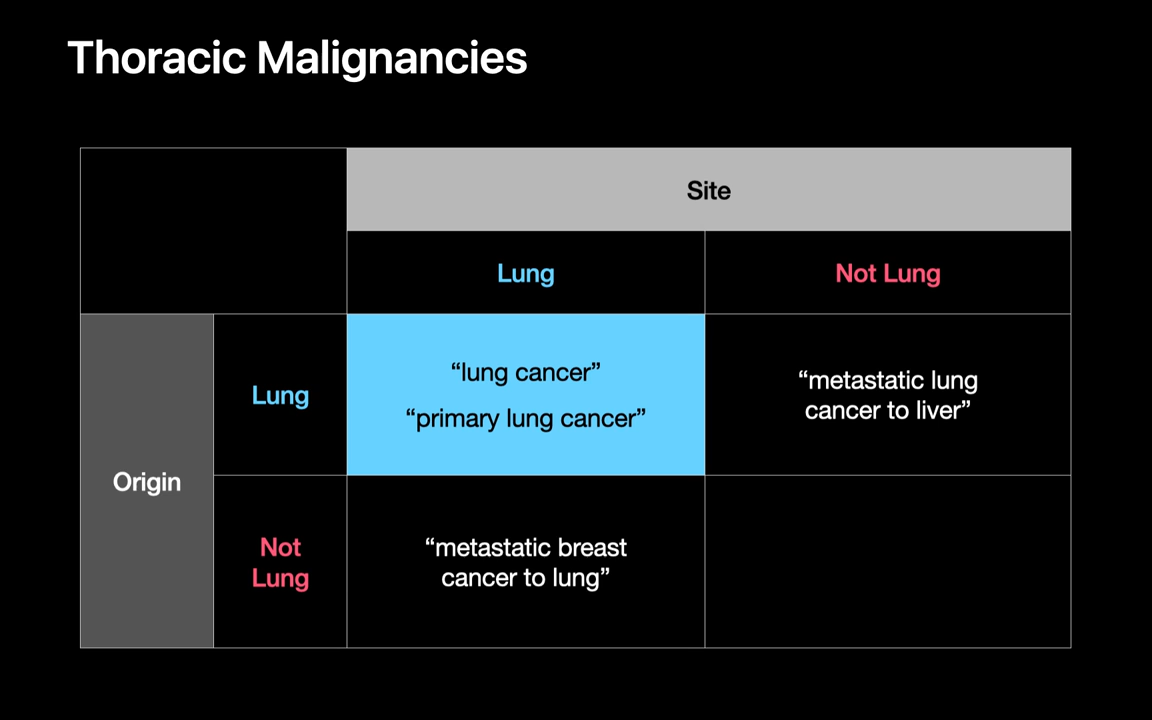 Thoracic Malignancies
Site
Lung
Not Lung
Origin
Lung
“lung cancer”
“primary lung cancer”
“metastatic lung
cancer to liver”
Not
Lung
“metastatic breast
cancer to lung”